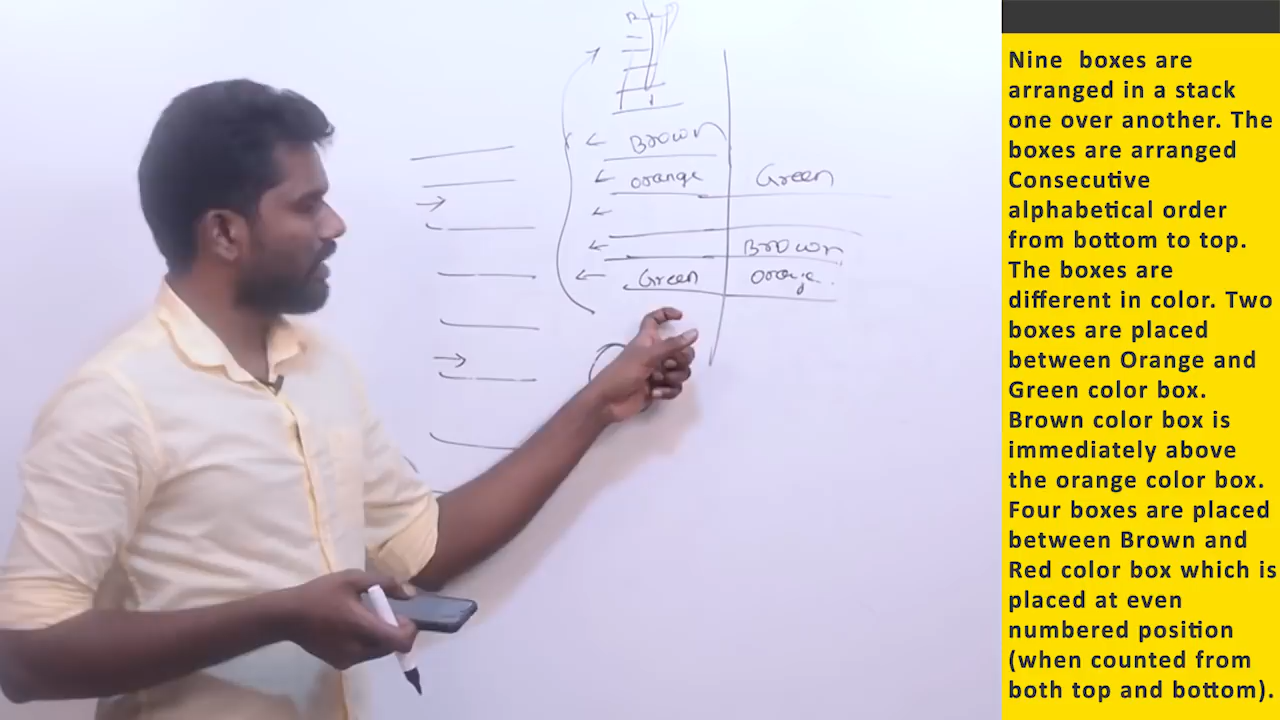 Brown
orange Green
Brown
Green orange.
Nine boxes are
arranged in a stack
one over another. The
boxes are arranged
Consecutive
alphabetical order
from bottom to top.
The boxes are
different in color. Two
boxes are placed
between Orange and
Green color box.
Brown color box is
immediately above
the orange color box.
Four boxes are placed
between Brown and
Red color box which is
placed at even
numbered position
(when counted from
both top and bottom).